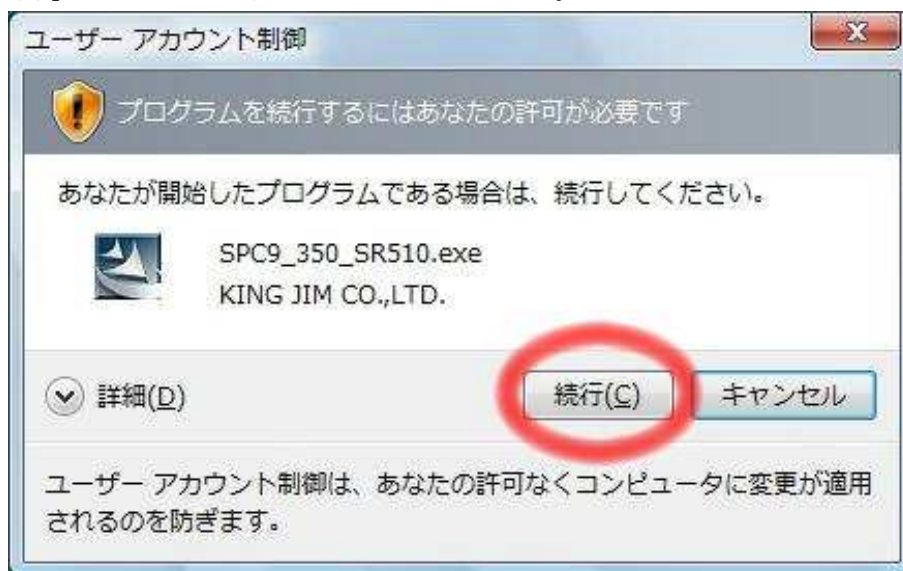 ユーザー アカウント制御
プログラムを続行するにはあなたの許可が必要です
あなたが開始したプログラムである場合は、続行してください。
SPC9_350_SR510.exe
KING JIM CO.,LTD.
詳細(D)
続行(C)
キャンセル
ユーザー アカウント制御は、あなたの許可なくコンピュータに変更が適用
されるのを防ぎます。